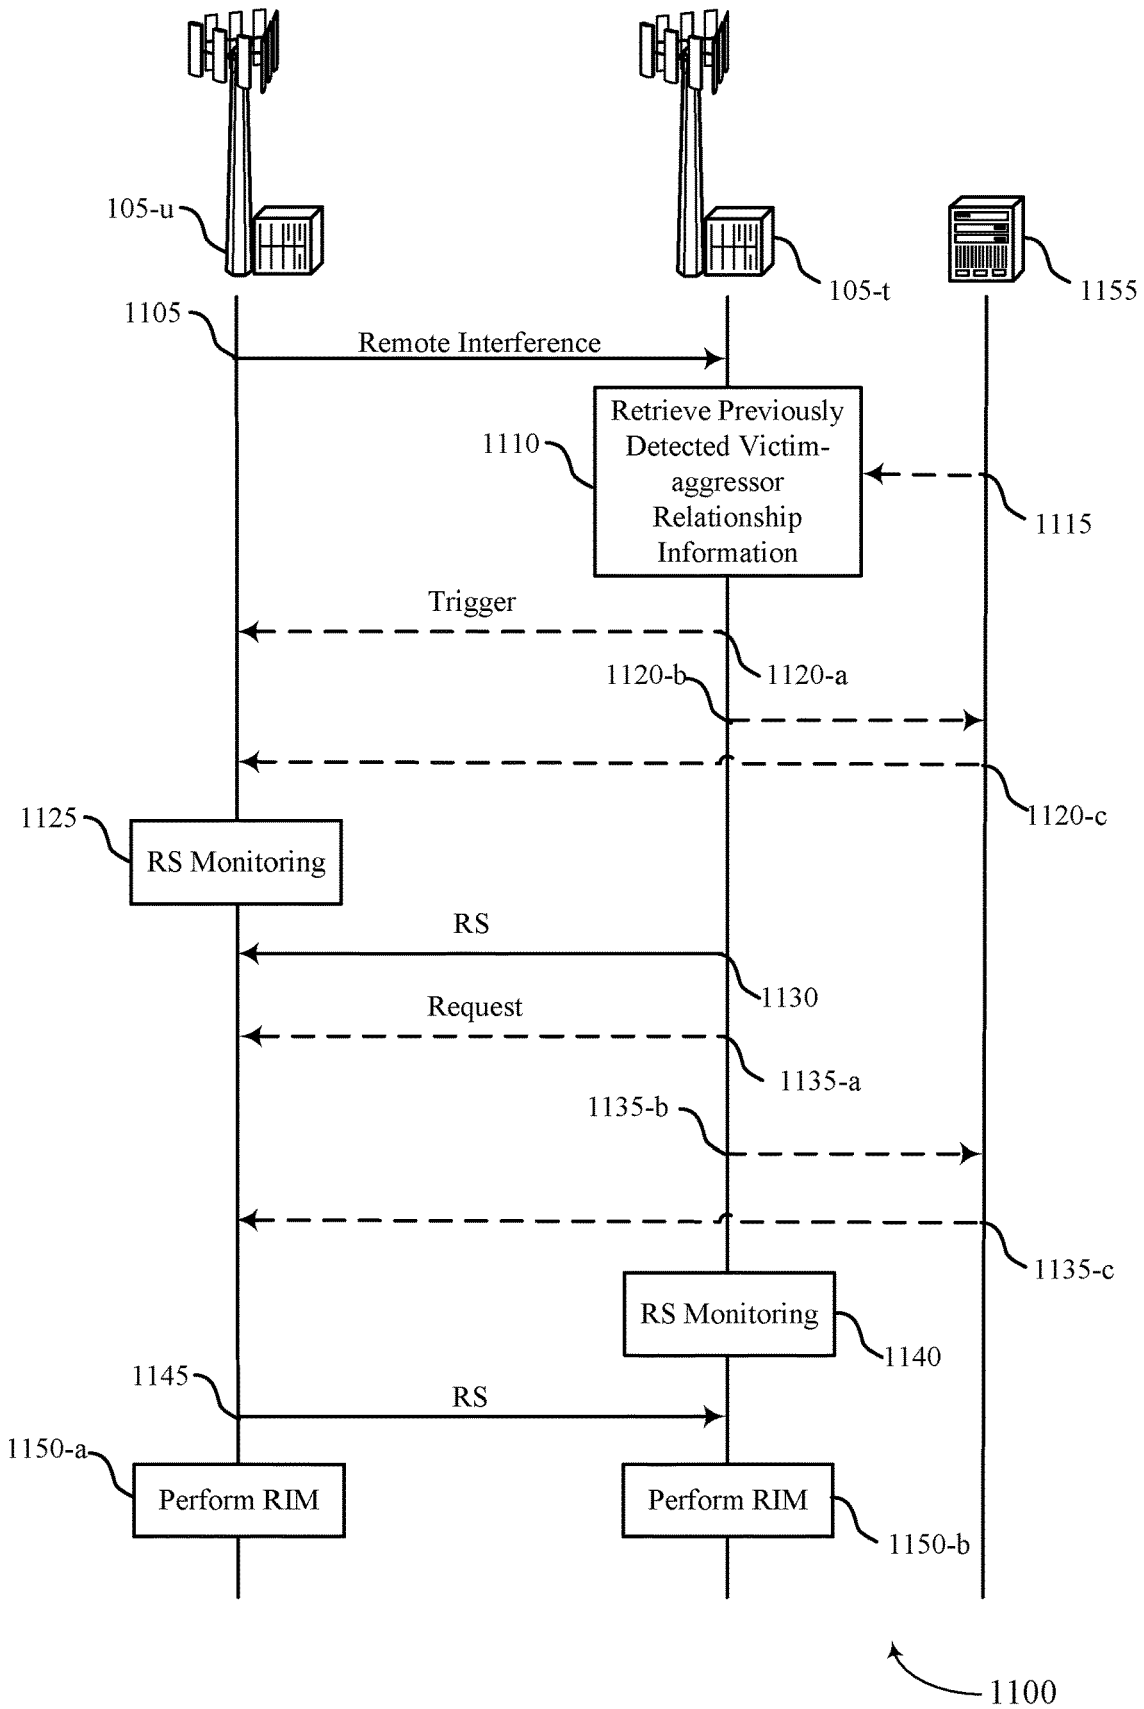 105-u
105-t
1155
1105
Remote Interference
Retrieve Previously
Detected Victim-
aggressor
Relationship
Information
1110
1115
Trigger
1120-a
1120-b
1120-c
1125
RS Monitoring
RS
1130
Request
1135-a
1135-b
1135-c
RS Monitoring
1140
1145
RS
1150-a
Perform RIM
Perform RIM
1150-b
1100